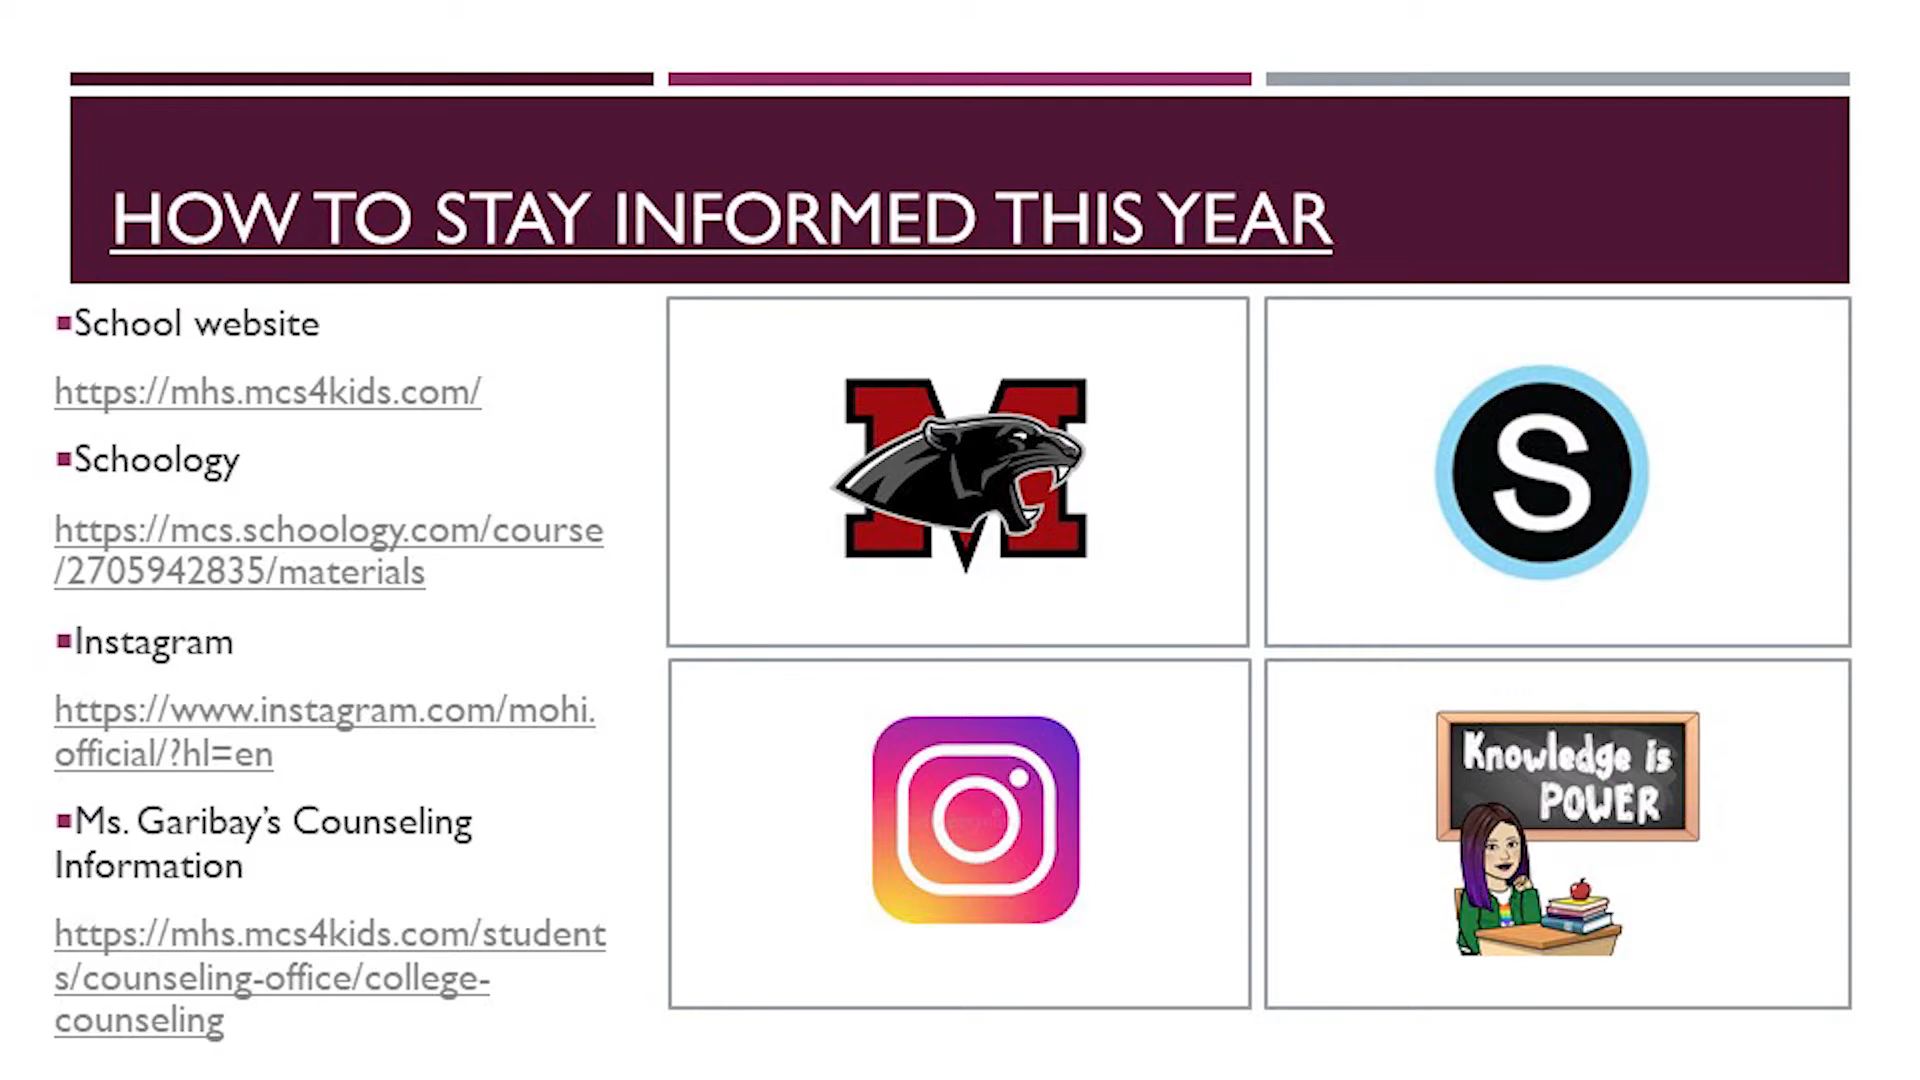 HOW TO STAY INFORMED THIS YEAR
▪School website
https://mhs.mcs4kids.com/
▪Schoology
https://mcs.schoology.com/course
/2705942835/materials
▪Instagram
https://www.instagram.com/mohi.
official/?hl=en
▪Ms. Garibay’s Counseling
Information
https://mhs.mcs4kids.com/student
s/counseling-office/college-
counseling
M
S
Knowledge is
POWER